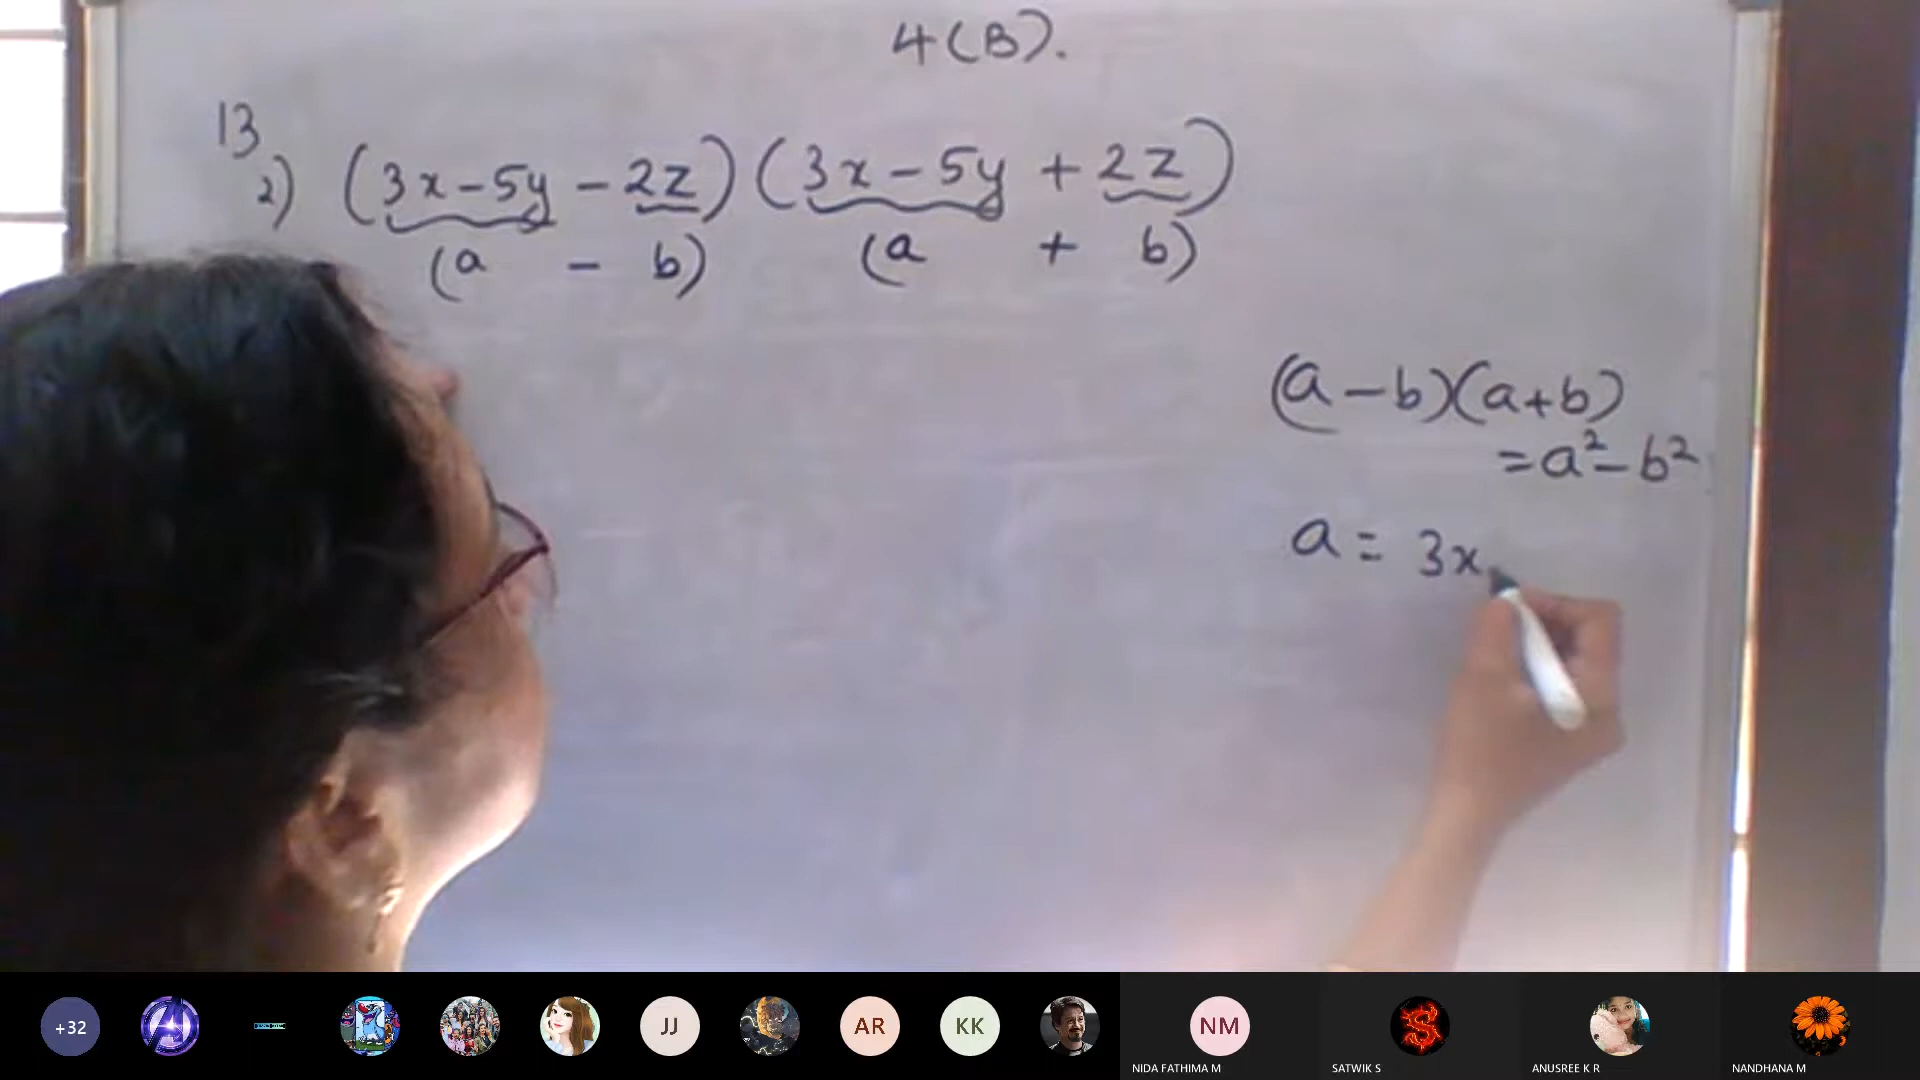 4(B).
13
2) (3x-5y - 2z) (3x-5y + 2z)
(a - b) (a + b)
(a-b)(a+b)
=a²-b²
a = 3x
+32 JJ AR KK NM
NIDA FATHIMA M SATWIK S ANUSREE K R NANDHANA M